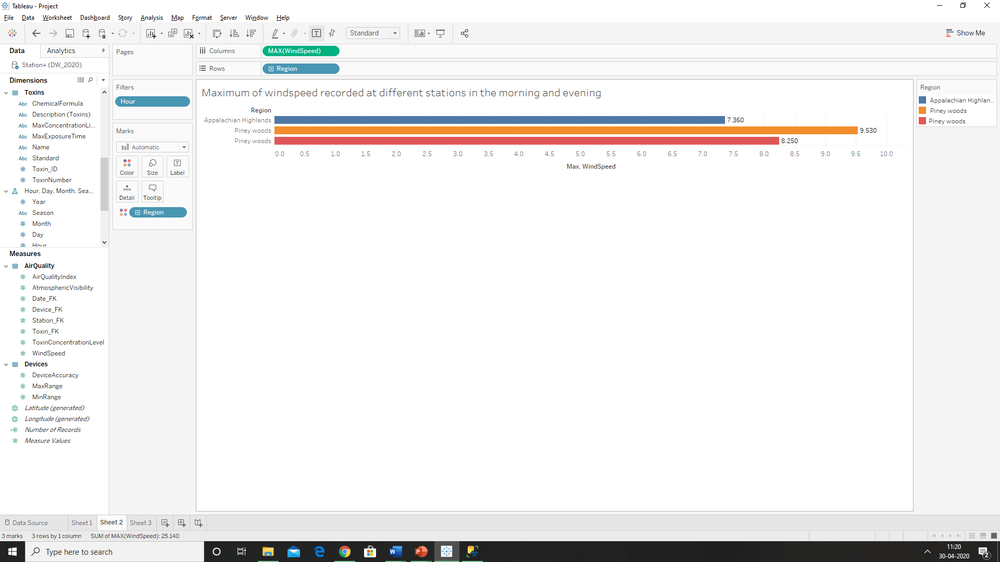 Tableau - Project
File Data Worksheet Dashboard Story Analysis Map Format Server Window Help
Standard
Show Me
Data Analytics
Station+ (DW_2020)
Dimensions
Toxins
Abc ChemicalFormula
Abc Description (Toxins)
Abc MaxConcentrationLi...
Abc MaxExposureTime
Abc Name
Abc Standard
# Toxin_ID
# ToxinNumber
Hour, Day, Month, Sea...
# Year
Abc Season
# Month
# Day
# Hour
Measures
AirQuality
# AirQualityIndex
# AtmosphericVisibility
# Date_FK
# Device_FK
# Station_FK
# Toxin_FK
# ToxinConcentrationLevel
# WindSpeed
Devices
# DeviceAccuracy
# MaxRange
# MinRange
Latitude (generated)
Longitude (generated)
=# Number of Records
# Measure Values
Pages
Filters
Hour
Marks
Automatic
Color Size Label
Detail Tooltip
Region
Columns MAX(WindSpeed)
Rows Region
Maximum of windspeed recorded at different stations in the morning and evening
Region
Appalachian Highlands 7.360
Piney woods 9.530
Piney woods 8.250
0.0 0.5 1.0 1.5 2.0 2.5 3.0 3.5 4.0 4.5 5.0 5.5 6.0 6.5 7.0 7.5 8.0 8.5 9.0 9.5 10.0
Max. WindSpeed
Region
Appalachian Highlan..
Piney woods
Piney woods
Data Source Sheet 1 Sheet 2 Sheet 3
3 marks 3 rows by 1 column SUM of MAX(WindSpeed): 25.140
Type here to search
11:20
30-04-2020
2